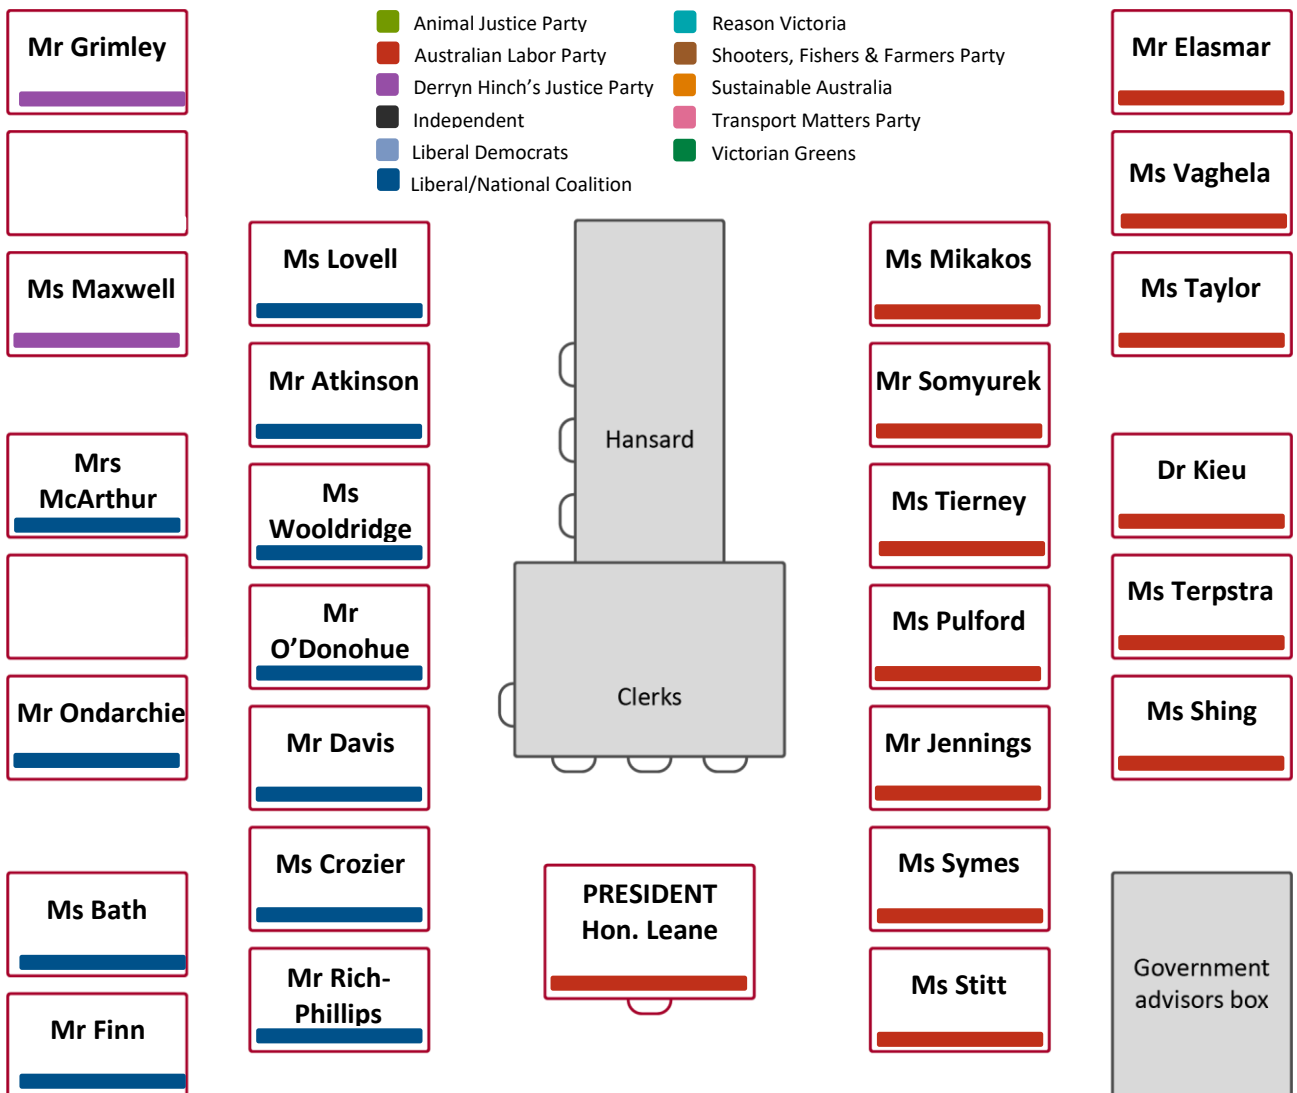 Mr Grimley
Ms Maxwell
Mrs
McArthur
Mr Ondarchie
Ms Bath
Mr Finn
Animal Justice Party
Australian Labor Party
Derryn Hinch’s Justice Party
Independent
Liberal Democrats
Liberal/National Coalition
Reason Victoria
Shooters, Fishers & Farmers Party
Sustainable Australia
Transport Matters Party
Victorian Greens
Ms Lovell
Mr Atkinson
Ms
Wooldridge
Mr
O’Donohue
Mr Davis
Ms Crozier
Mr Rich-
Phillips
Hansard
Clerks
PRESIDENT
Hon. Leane
Ms Mikakos
Mr Somyurek
Ms Tierney
Ms Pulford
Mr Jennings
Ms Symes
Ms Stitt
Mr Elasmar
Ms Vaghela
Ms Taylor
Dr Kieu
Ms Terpstra
Ms Shing
Government
advisors box